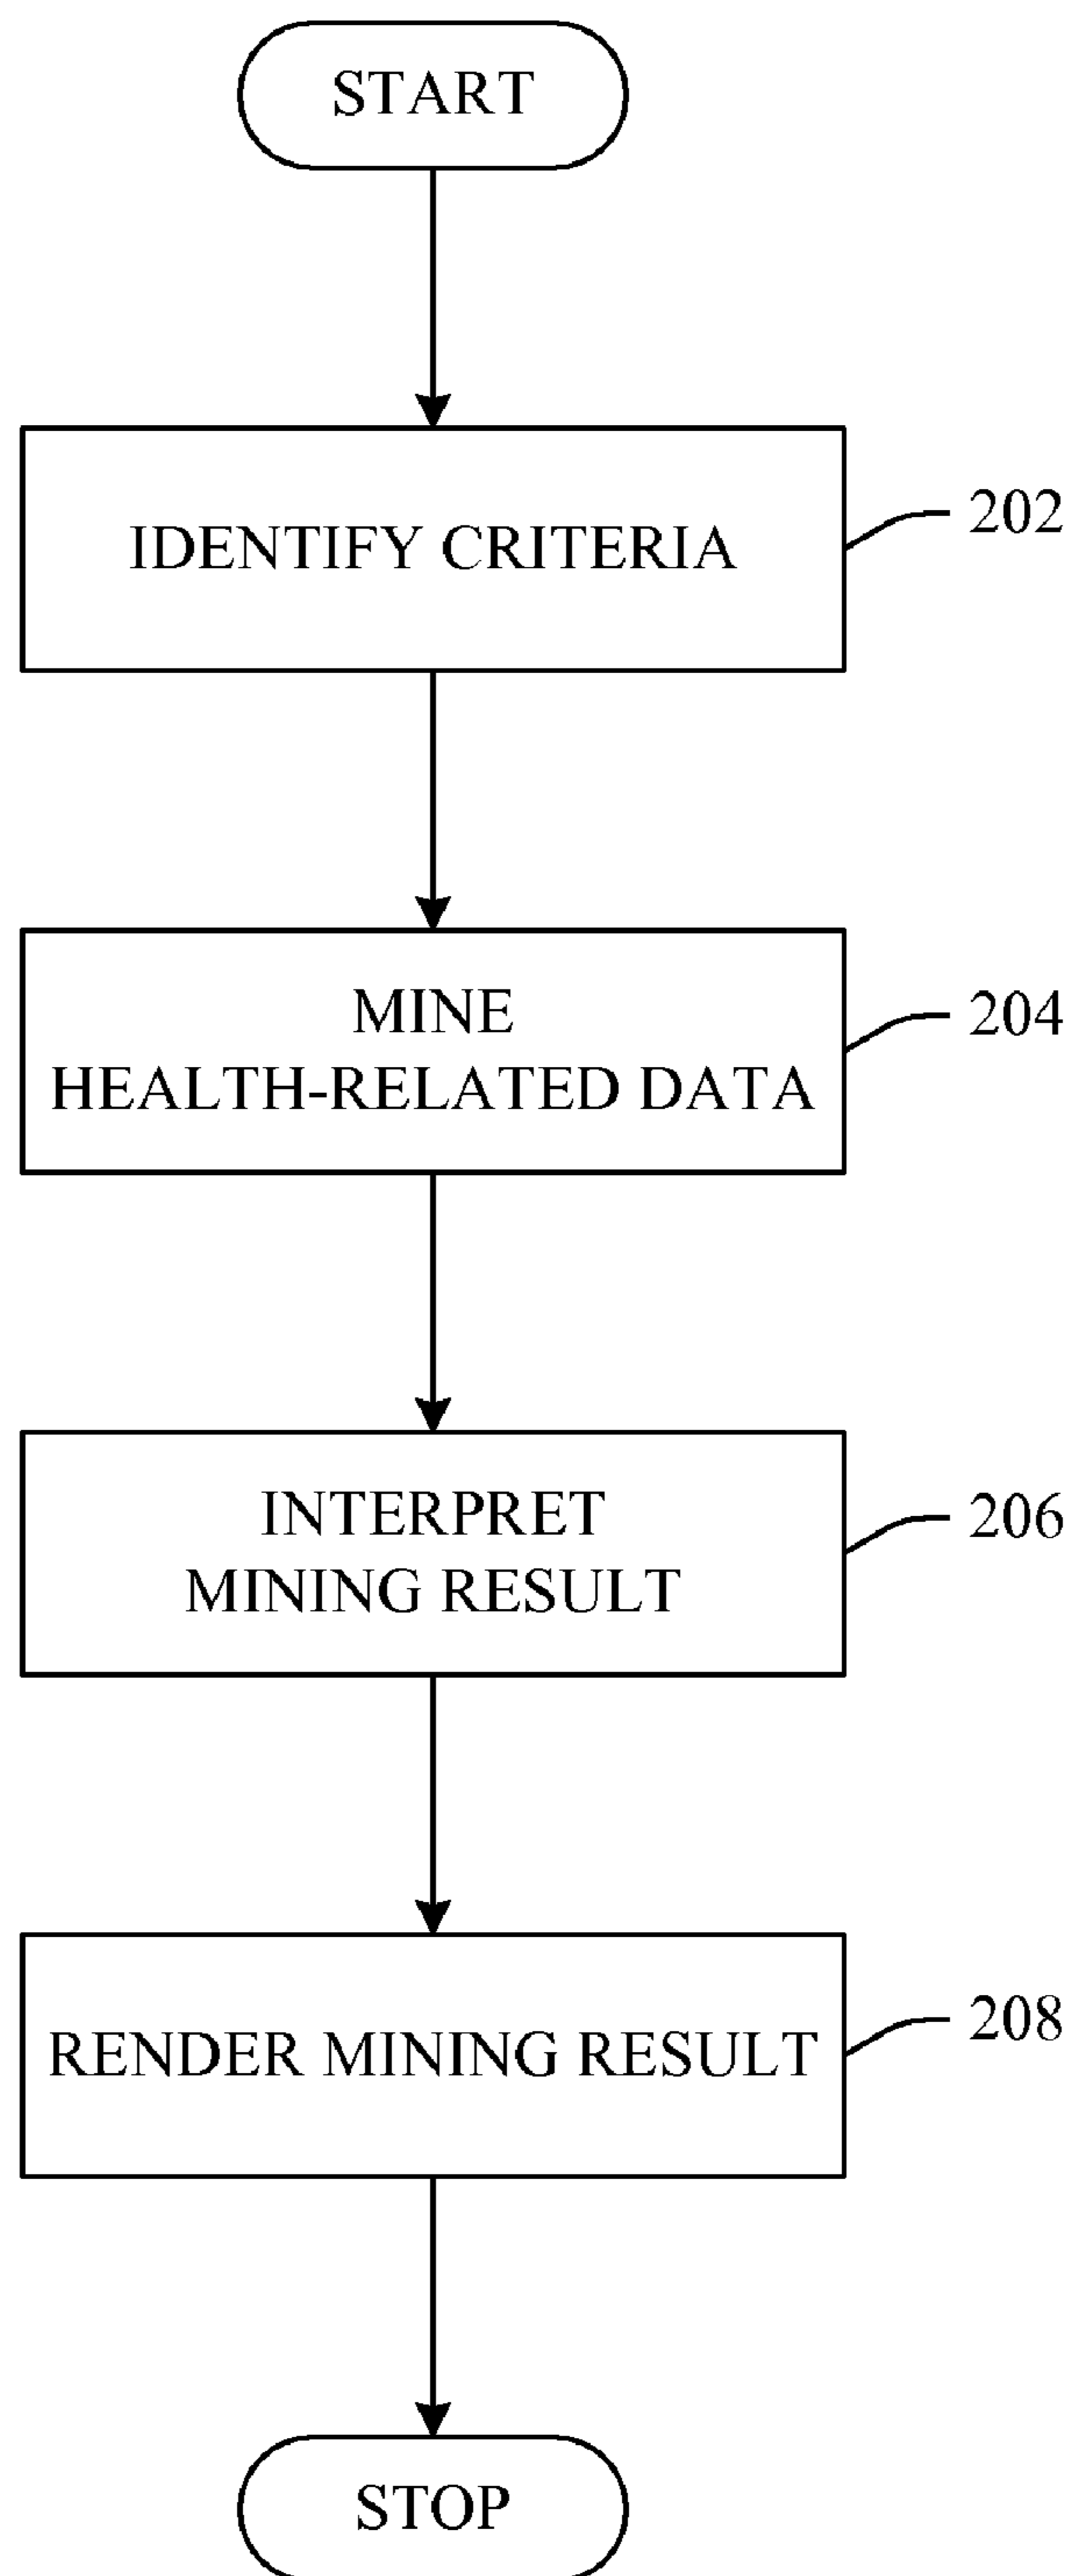 START
IDENTIFY CRITERIA
202
MINE
HEALTH-RELATED DATA
204
INTERPRET
MINING RESULT
206
RENDER MINING RESULT
208
STOP